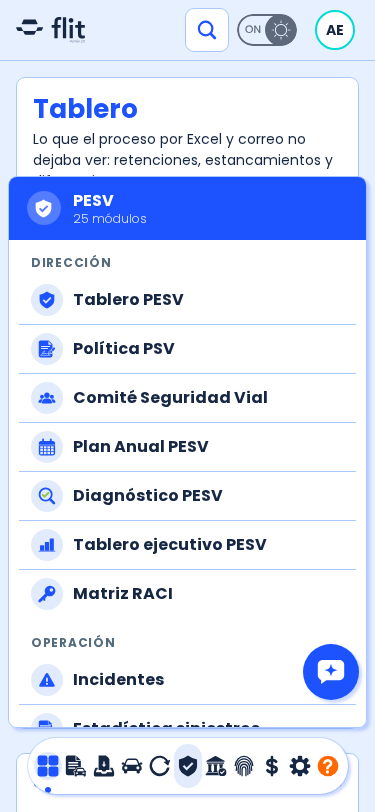 flit
ON
AE
Tablero
Lo que el proceso por Excel y correo no
dejaba ver: retenciones, estancamientos y
PESV
25 módulos
DIRECCIÓN
Tablero PESV
Política PSV
Comité Seguridad Vial
Plan Anual PESV
Diagnóstico PESV
Tablero ejecutivo PESV
Matriz RACI
OPERACIÓN
Incidentes
Estadística siniestros